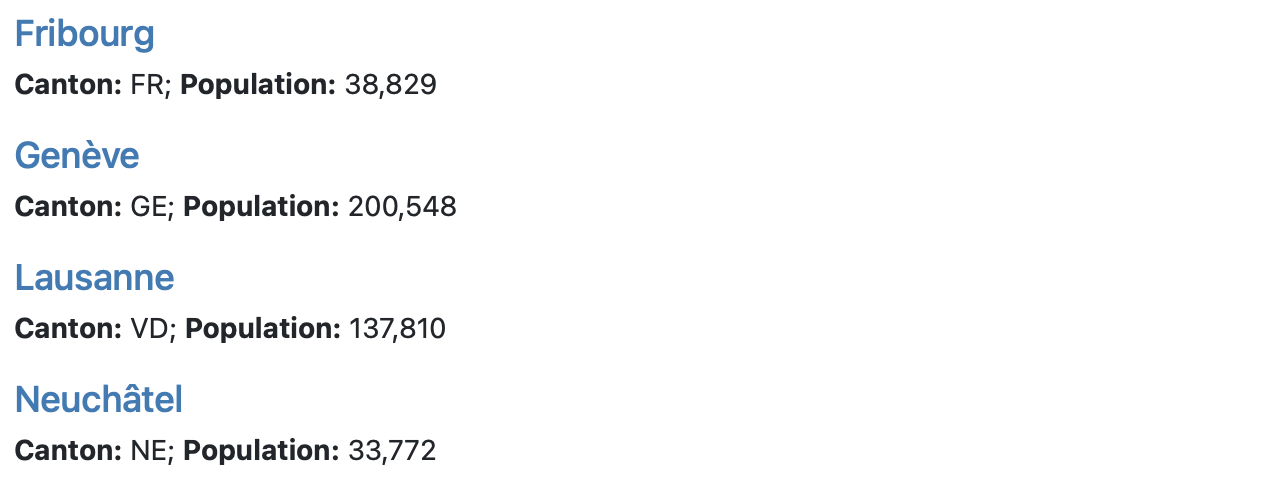 Fribourg
Canton: FR; Population: 38,829
Genève
Canton: GE; Population: 200,548
Lausanne
Canton: VD; Population: 137,810
Neuchâtel
Canton: NE; Population: 33,772